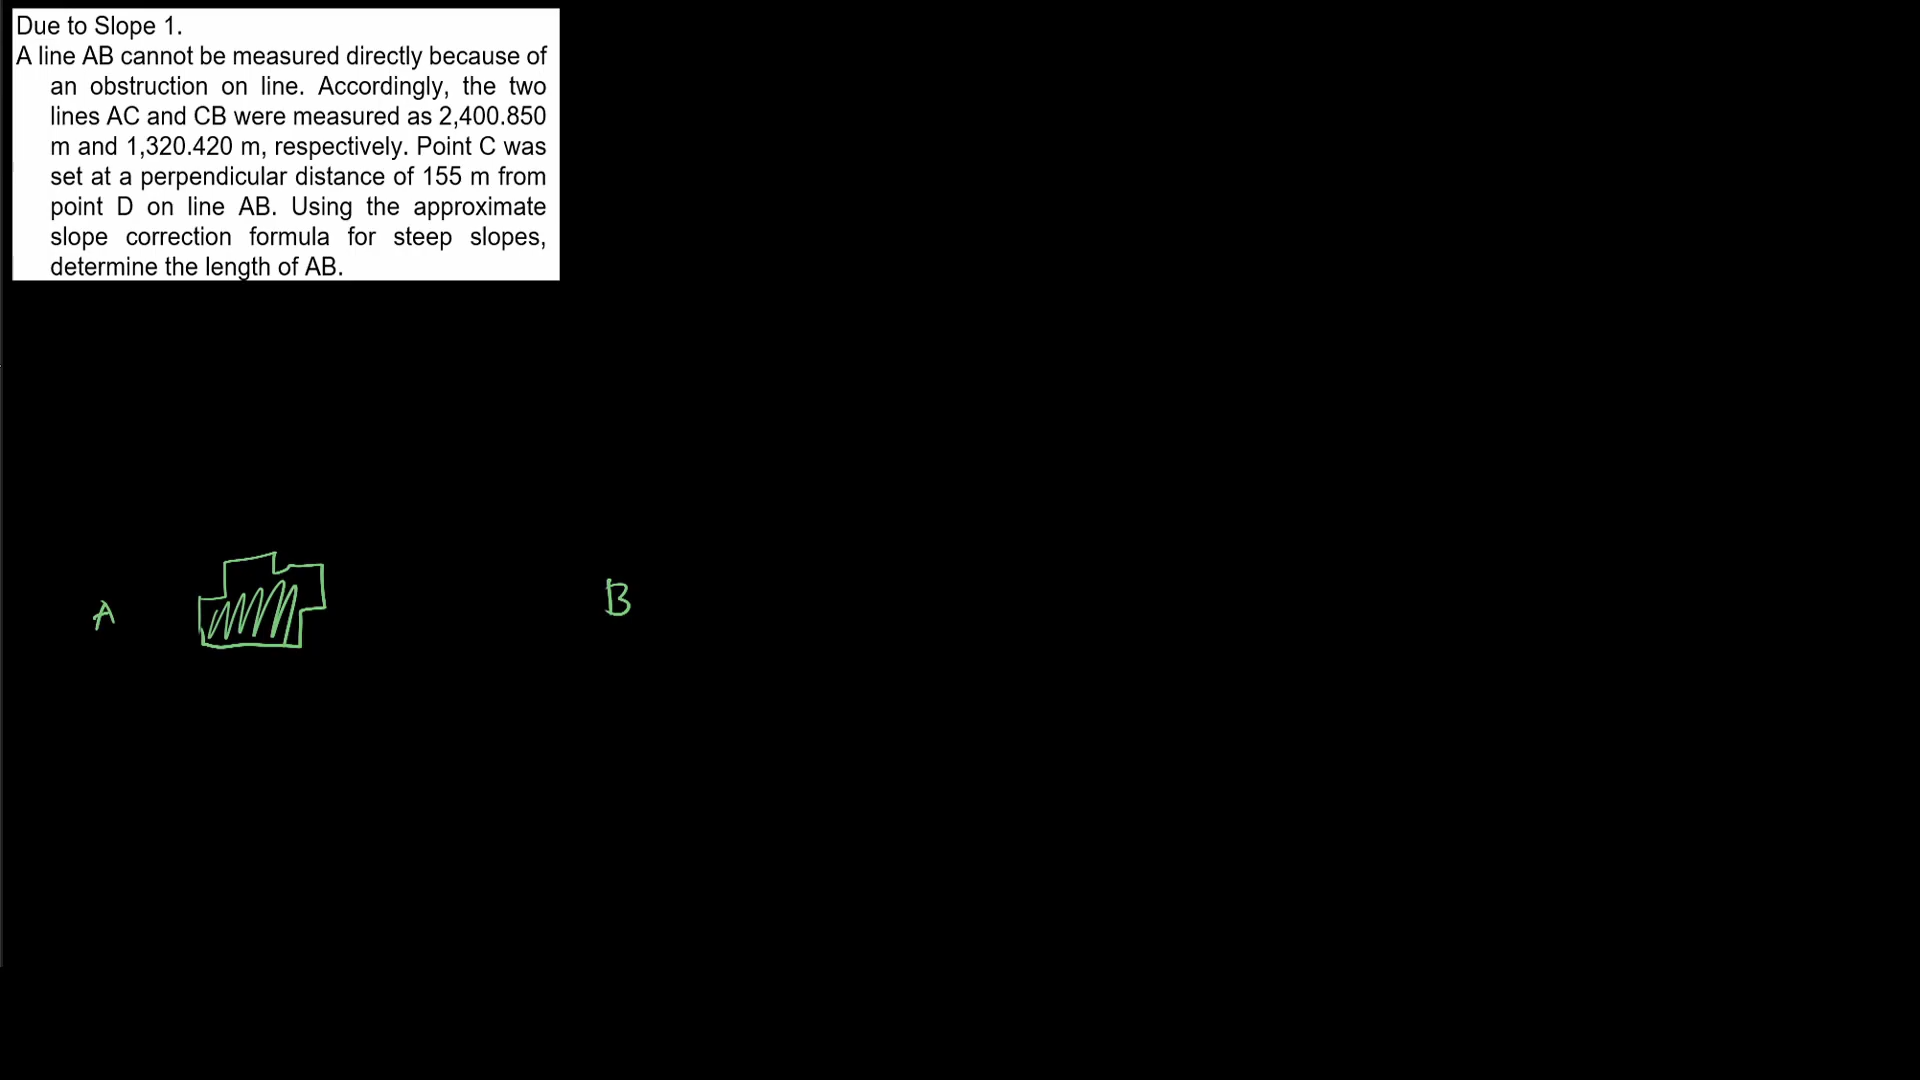 Due to Slope 1.
A line AB cannot be measured directly because of
an obstruction on line. Accordingly, the two
lines AC and CB were measured as 2,400.850
m and 1,320.420 m, respectively. Point C was
set at a perpendicular distance of 155 m from
point D on line AB. Using the approximate
slope correction formula for steep slopes,
determine the length of AB.
A B